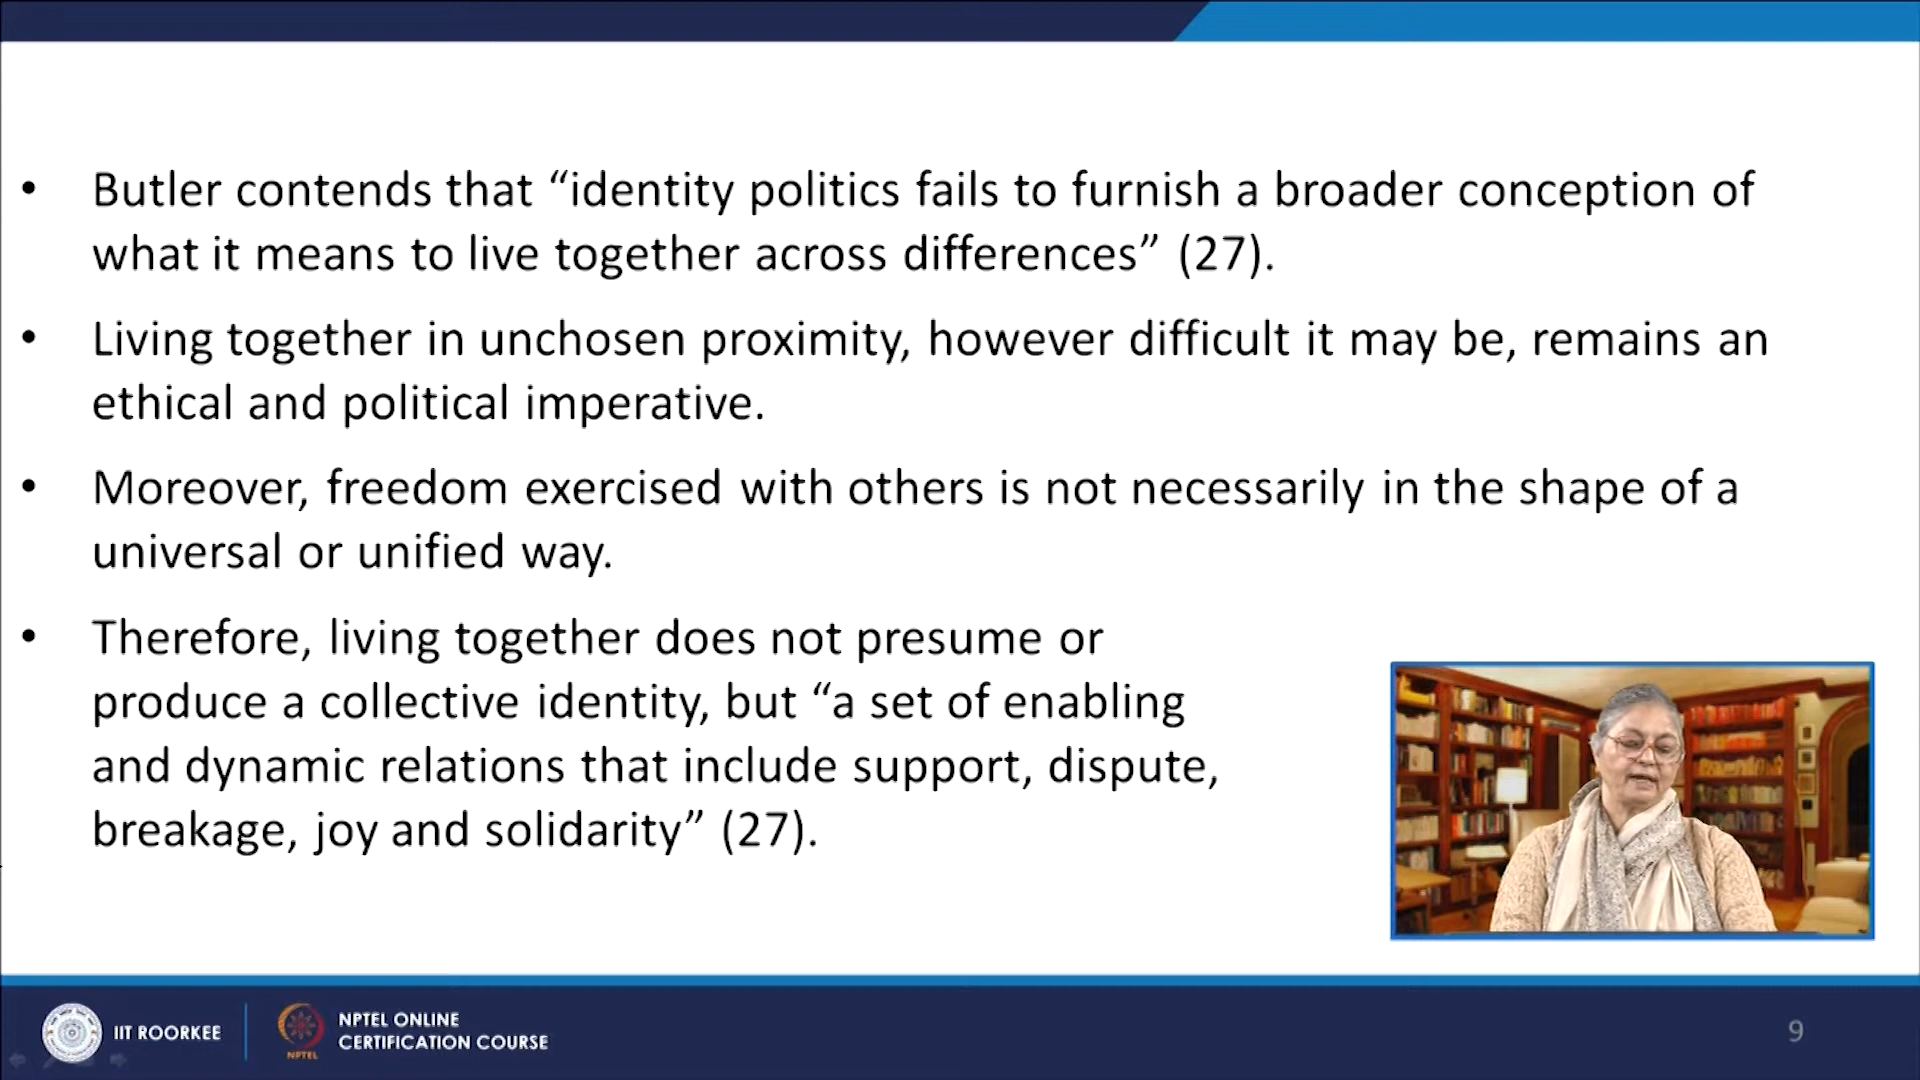 • Butler contends that “identity politics fails to furnish a broader conception of
what it means to live together across differences” (27).
• Living together in unchosen proximity, however difficult it may be, remains an
ethical and political imperative.
• Moreover, freedom exercised with others is not necessarily in the shape of a
universal or unified way.
• Therefore, living together does not presume or
produce a collective identity, but “a set of enabling
and dynamic relations that include support, dispute,
breakage, joy and solidarity” (27).
IIT ROORKEE
NPTEL
NPTEL ONLINE
CERTIFICATION COURSE
9